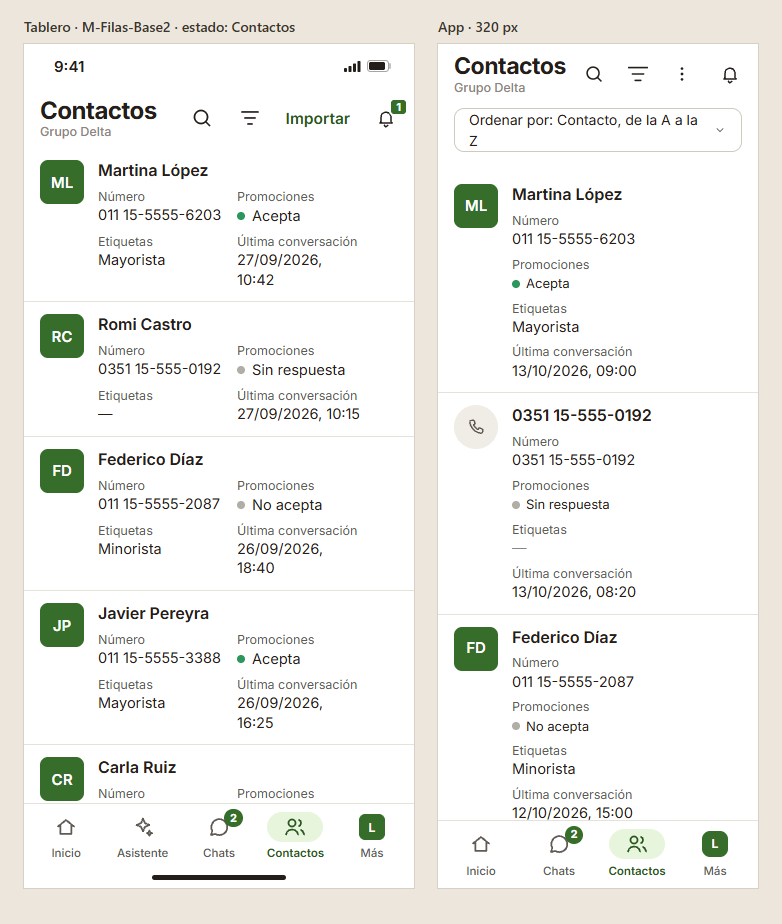 Tablero · M-Filas-Base2 · estado: Contactos
9:41
Contactos
Grupo Delta
Importar
1
ML
Martina López
Número
Promociones
011 15-5555-6203
Acepta
Etiquetas
Última conversación
Mayorista
27/09/2026,
10:42
RC
Romi Castro
Número
Promociones
0351 15-555-0192
Sin respuesta
Etiquetas
Última conversación
—
27/09/2026, 10:15
FD
Federico Díaz
Número
Promociones
011 15-5555-2087
No acepta
Etiquetas
Última conversación
Minorista
26/09/2026,
18:40
JP
Javier Pereyra
Número
Promociones
011 15-5555-3388
Acepta
Etiquetas
Última conversación
Mayorista
26/09/2026,
16:25
CR
Carla Ruiz
Número
Promociones
2
L
Inicio
Asistente
Chats
Contactos
Más
App · 320 px
Contactos
Grupo Delta
Ordenar por: Contacto, de la A a la
Z
ML
Martina López
Número
011 15-5555-6203
Promociones
Acepta
Etiquetas
Mayorista
Última conversación
13/10/2026, 09:00
0351 15-555-0192
Número
0351 15-555-0192
Promociones
Sin respuesta
Etiquetas
—
Última conversación
13/10/2026, 08:20
FD
Federico Díaz
Número
011 15-5555-2087
Promociones
No acepta
Etiquetas
Minorista
Última conversación
12/10/2026, 15:00
2
L
Inicio
Chats
Contactos
Más